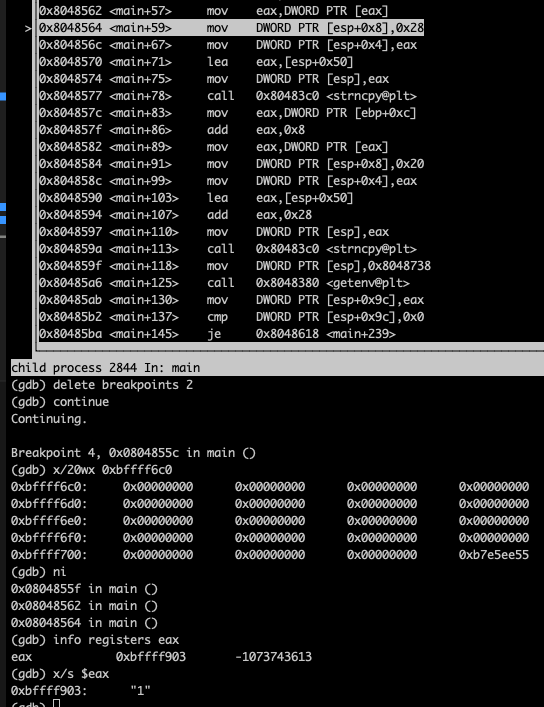 0x8048562 <main+57> mov eax,DWORD PTR [eax]
> 0x8048564 <main+59> mov DWORD PTR [esp+0x8],0x28
0x804856c <main+67> mov DWORD PTR [esp+0x4],eax
0x8048570 <main+71> lea eax,[esp+0x50]
0x8048574 <main+75> mov DWORD PTR [esp],eax
0x8048577 <main+78> call 0x80483c0 <strncpy@plt>
0x804857c <main+83> mov eax,DWORD PTR [ebp+0xc]
0x804857f <main+86> add eax,0x8
0x8048582 <main+89> mov eax,DWORD PTR [eax]
0x8048584 <main+91> mov DWORD PTR [esp+0x8],0x20
0x804858c <main+99> mov DWORD PTR [esp+0x4],eax
0x8048590 <main+103> lea eax,[esp+0x50]
0x8048594 <main+107> add eax,0x28
0x8048597 <main+110> mov DWORD PTR [esp],eax
0x804859a <main+113> call 0x80483c0 <strncpy@plt>
0x804859f <main+118> mov DWORD PTR [esp],0x8048738
0x80485a6 <main+125> call 0x8048380 <getenv@plt>
0x80485ab <main+130> mov DWORD PTR [esp+0x9c],eax
0x80485b2 <main+137> cmp DWORD PTR [esp+0x9c],0x0
0x80485ba <main+145> je 0x8048618 <main+239>
child process 2844 In: main
(gdb) delete breakpoints 2
(gdb) continue
Continuing.
Breakpoint 4, 0x0804855c in main ()
(gdb) x/20wx 0xbffff6c0
0xbffff6c0: 0x00000000 0x00000000 0x00000000 0x00000000
0xbffff6d0: 0x00000000 0x00000000 0x00000000 0x00000000
0xbffff6e0: 0x00000000 0x00000000 0x00000000 0x00000000
0xbffff6f0: 0x00000000 0x00000000 0x00000000 0x00000000
0xbffff700: 0x00000000 0x00000000 0x00000000 0xb7e5ee55
(gdb) ni
0x0804855f in main ()
0x08048562 in main ()
0x08048564 in main ()
(gdb) info registers eax
eax 0xbffff903 -1073743613
(gdb) x/s $eax
0xbffff903: "1"
(gdb)